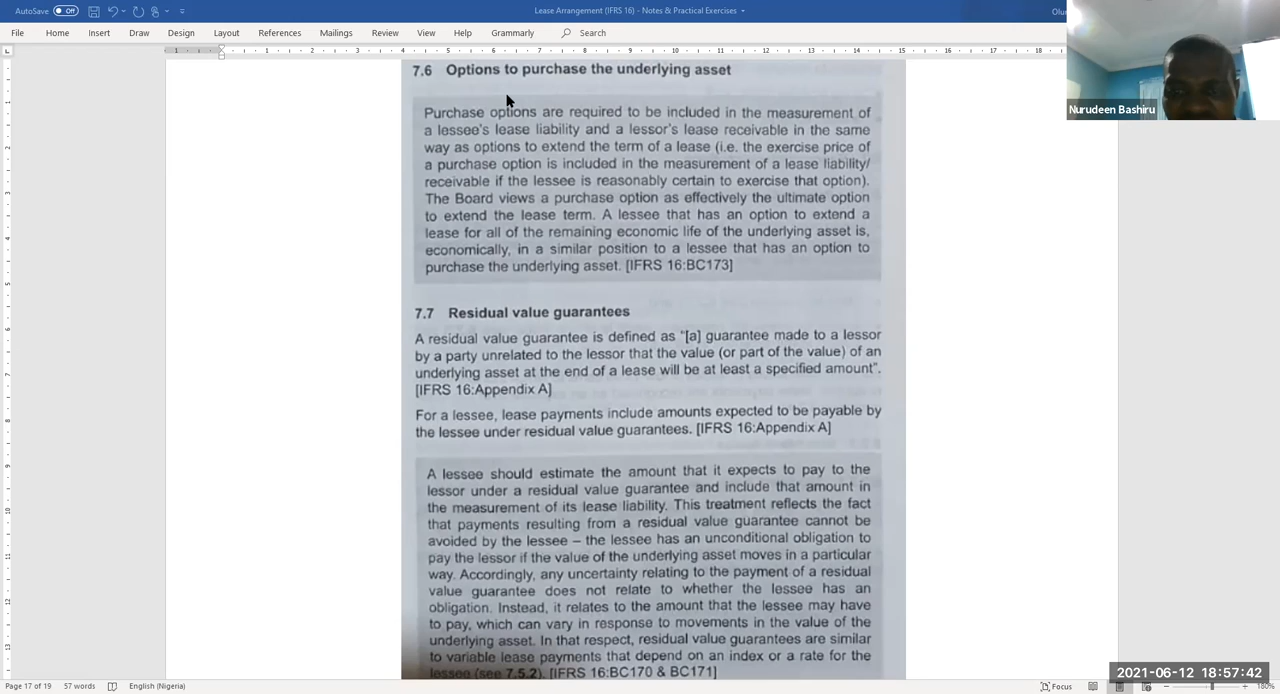 AutoSave Off
Lease Arrangement (IFRS 16) - Notes & Practical Exercises
File Home Insert Draw Design Layout References Mailings Review View Help Grammarly Search
Nurudeen Bashiru
7.6 Options to purchase the underlying asset
Purchase options are required to be included in the measurement of
a lessee's lease liability and a lessor's lease receivable in the same
way as options to extend the term of a lease (i.e. the exercise price of
a purchase option is included in the measurement of a lease liability/
receivable if the lessee is reasonably certain to exercise that option).
The Board views a purchase option as effectively the ultimate option
to extend the lease term. A lessee that has an option to extend a
lease for all of the remaining economic life of the underlying asset is,
economically, in a similar position to a lessee that has an option to
purchase the underlying asset. [IFRS 16:BC173]
7.7 Residual value guarantees
A residual value guarantee is defined as "[a] guarantee made to a lessor
by a party unrelated to the lessor that the value (or part of the value) of an
underlying asset at the end of a lease will be at least a specified amount".
[IFRS 16:Appendix A]
For a lessee, lease payments include amounts expected to be payable by
the lessee under residual value guarantees. [IFRS 16:Appendix A]
A lessee should estimate the amount that it expects to pay to the
lessor under a residual value guarantee and include that amount in
the measurement of its lease liability. This treatment reflects the fact
that payments resulting from a residual value guarantee cannot be
avoided by the lessee – the lessee has an unconditional obligation to
pay the lessor if the value of the underlying asset moves in a particular
way. Accordingly, any uncertainty relating to the payment of a residual
value guarantee does not relate to whether the lessee has an
obligation. Instead, it relates to the amount that the lessee may have
to pay, which can vary in response to movements in the value of the
underlying asset. In that respect, residual value guarantees are similar
to variable lease payments that depend on an index or a rate for the
lessee (see 7.5.2). [IFRS 16:BC170 & BC171]
2021-06-12 18:57:42
Page 17 of 19 57 words English (Nigeria) Focus 180%